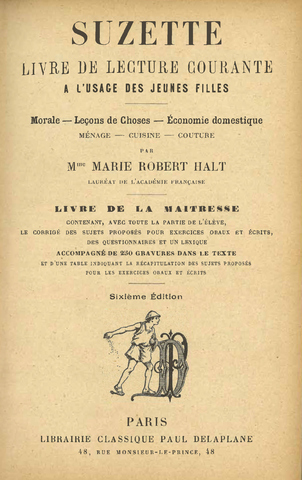 SUZETTE
LIVRE DE LECTURE COURANTE
A L'USAGE DES JEUNES FILLES
Morale — Leçons de Choses — Économie domestique
MÉNAGE — CUISINE — COUTURE
PAR
Mme MARIE ROBERT HALT
LAURÉAT DE L'ACADÉMIE FRANÇAISE
LIVRE DE LA MAITRESSE
CONTENANT, AVEC TOUTE LA PARTIE DE L'ÉLÈVE,
LE CORRIGÉ DES SUJETS PROPOSÉS POUR EXERCICES ORAUX ET ÉCRITS,
DES QUESTIONNAIRES ET UN LEXIQUE
ACCOMPAGNÉ DE 250 GRAVURES DANS LE TEXTE
ET D'UNE TABLE INDIQUANT LA RÉCAPITULATION DES SUJETS PROPOSÉS
POUR LES EXERCICES ORAUX ET ÉCRITS
Sixième Édition
PARIS
LIBRAIRIE CLASSIQUE PAUL DELAPLANE
48, RUE MONSIEUR-LE-PRINCE, 48